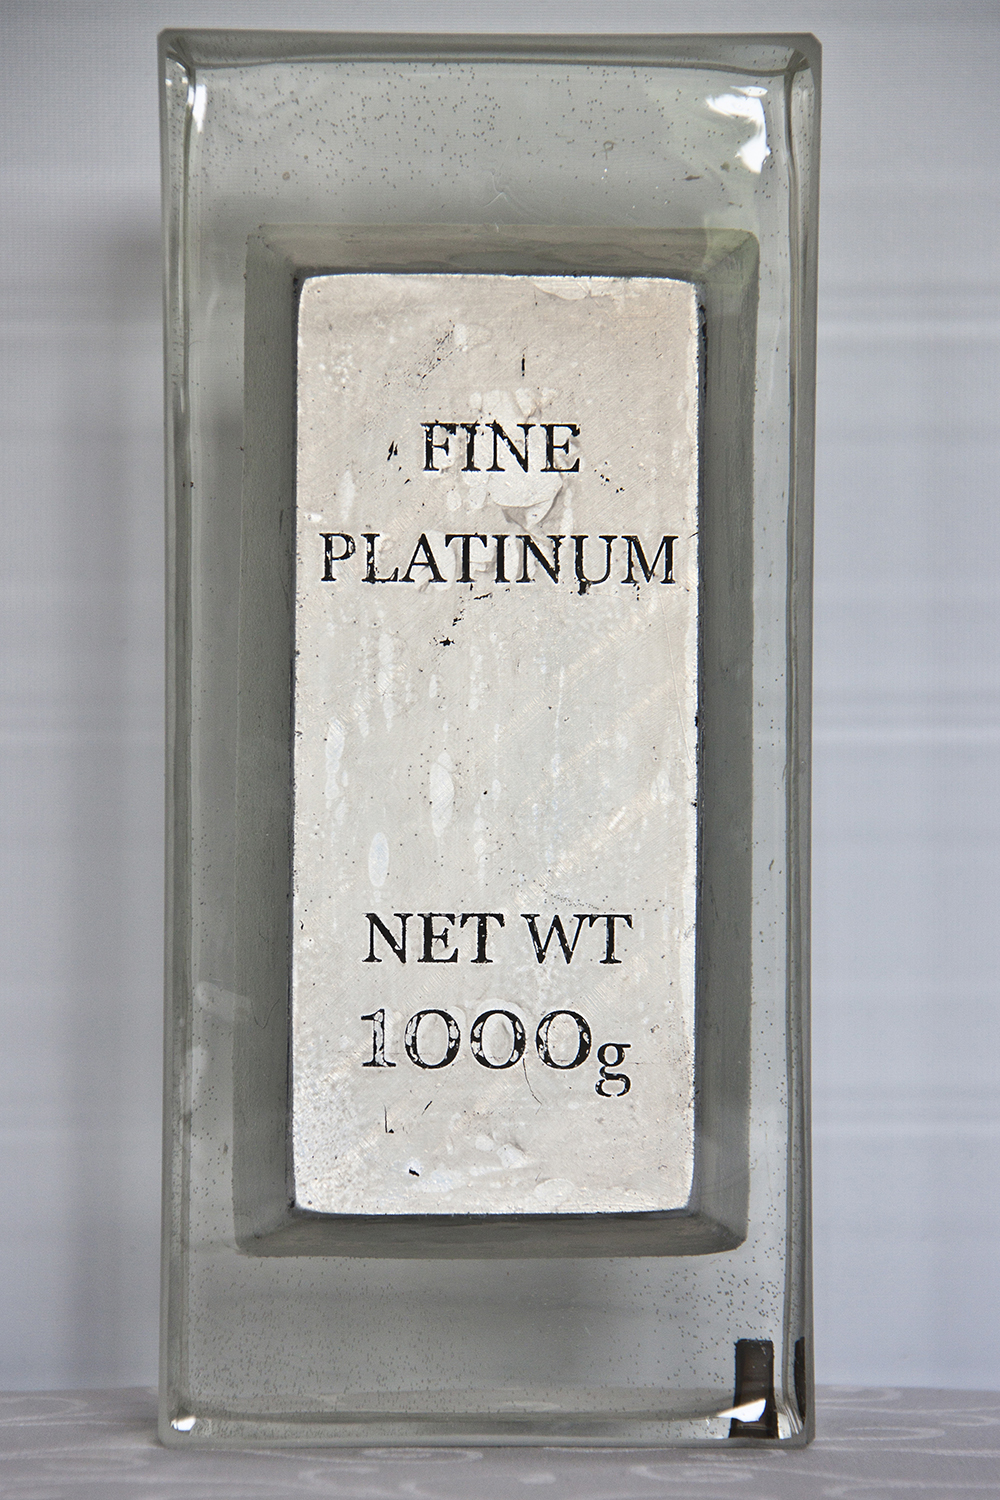 FINE
PLATINUM
NET WT
1000g